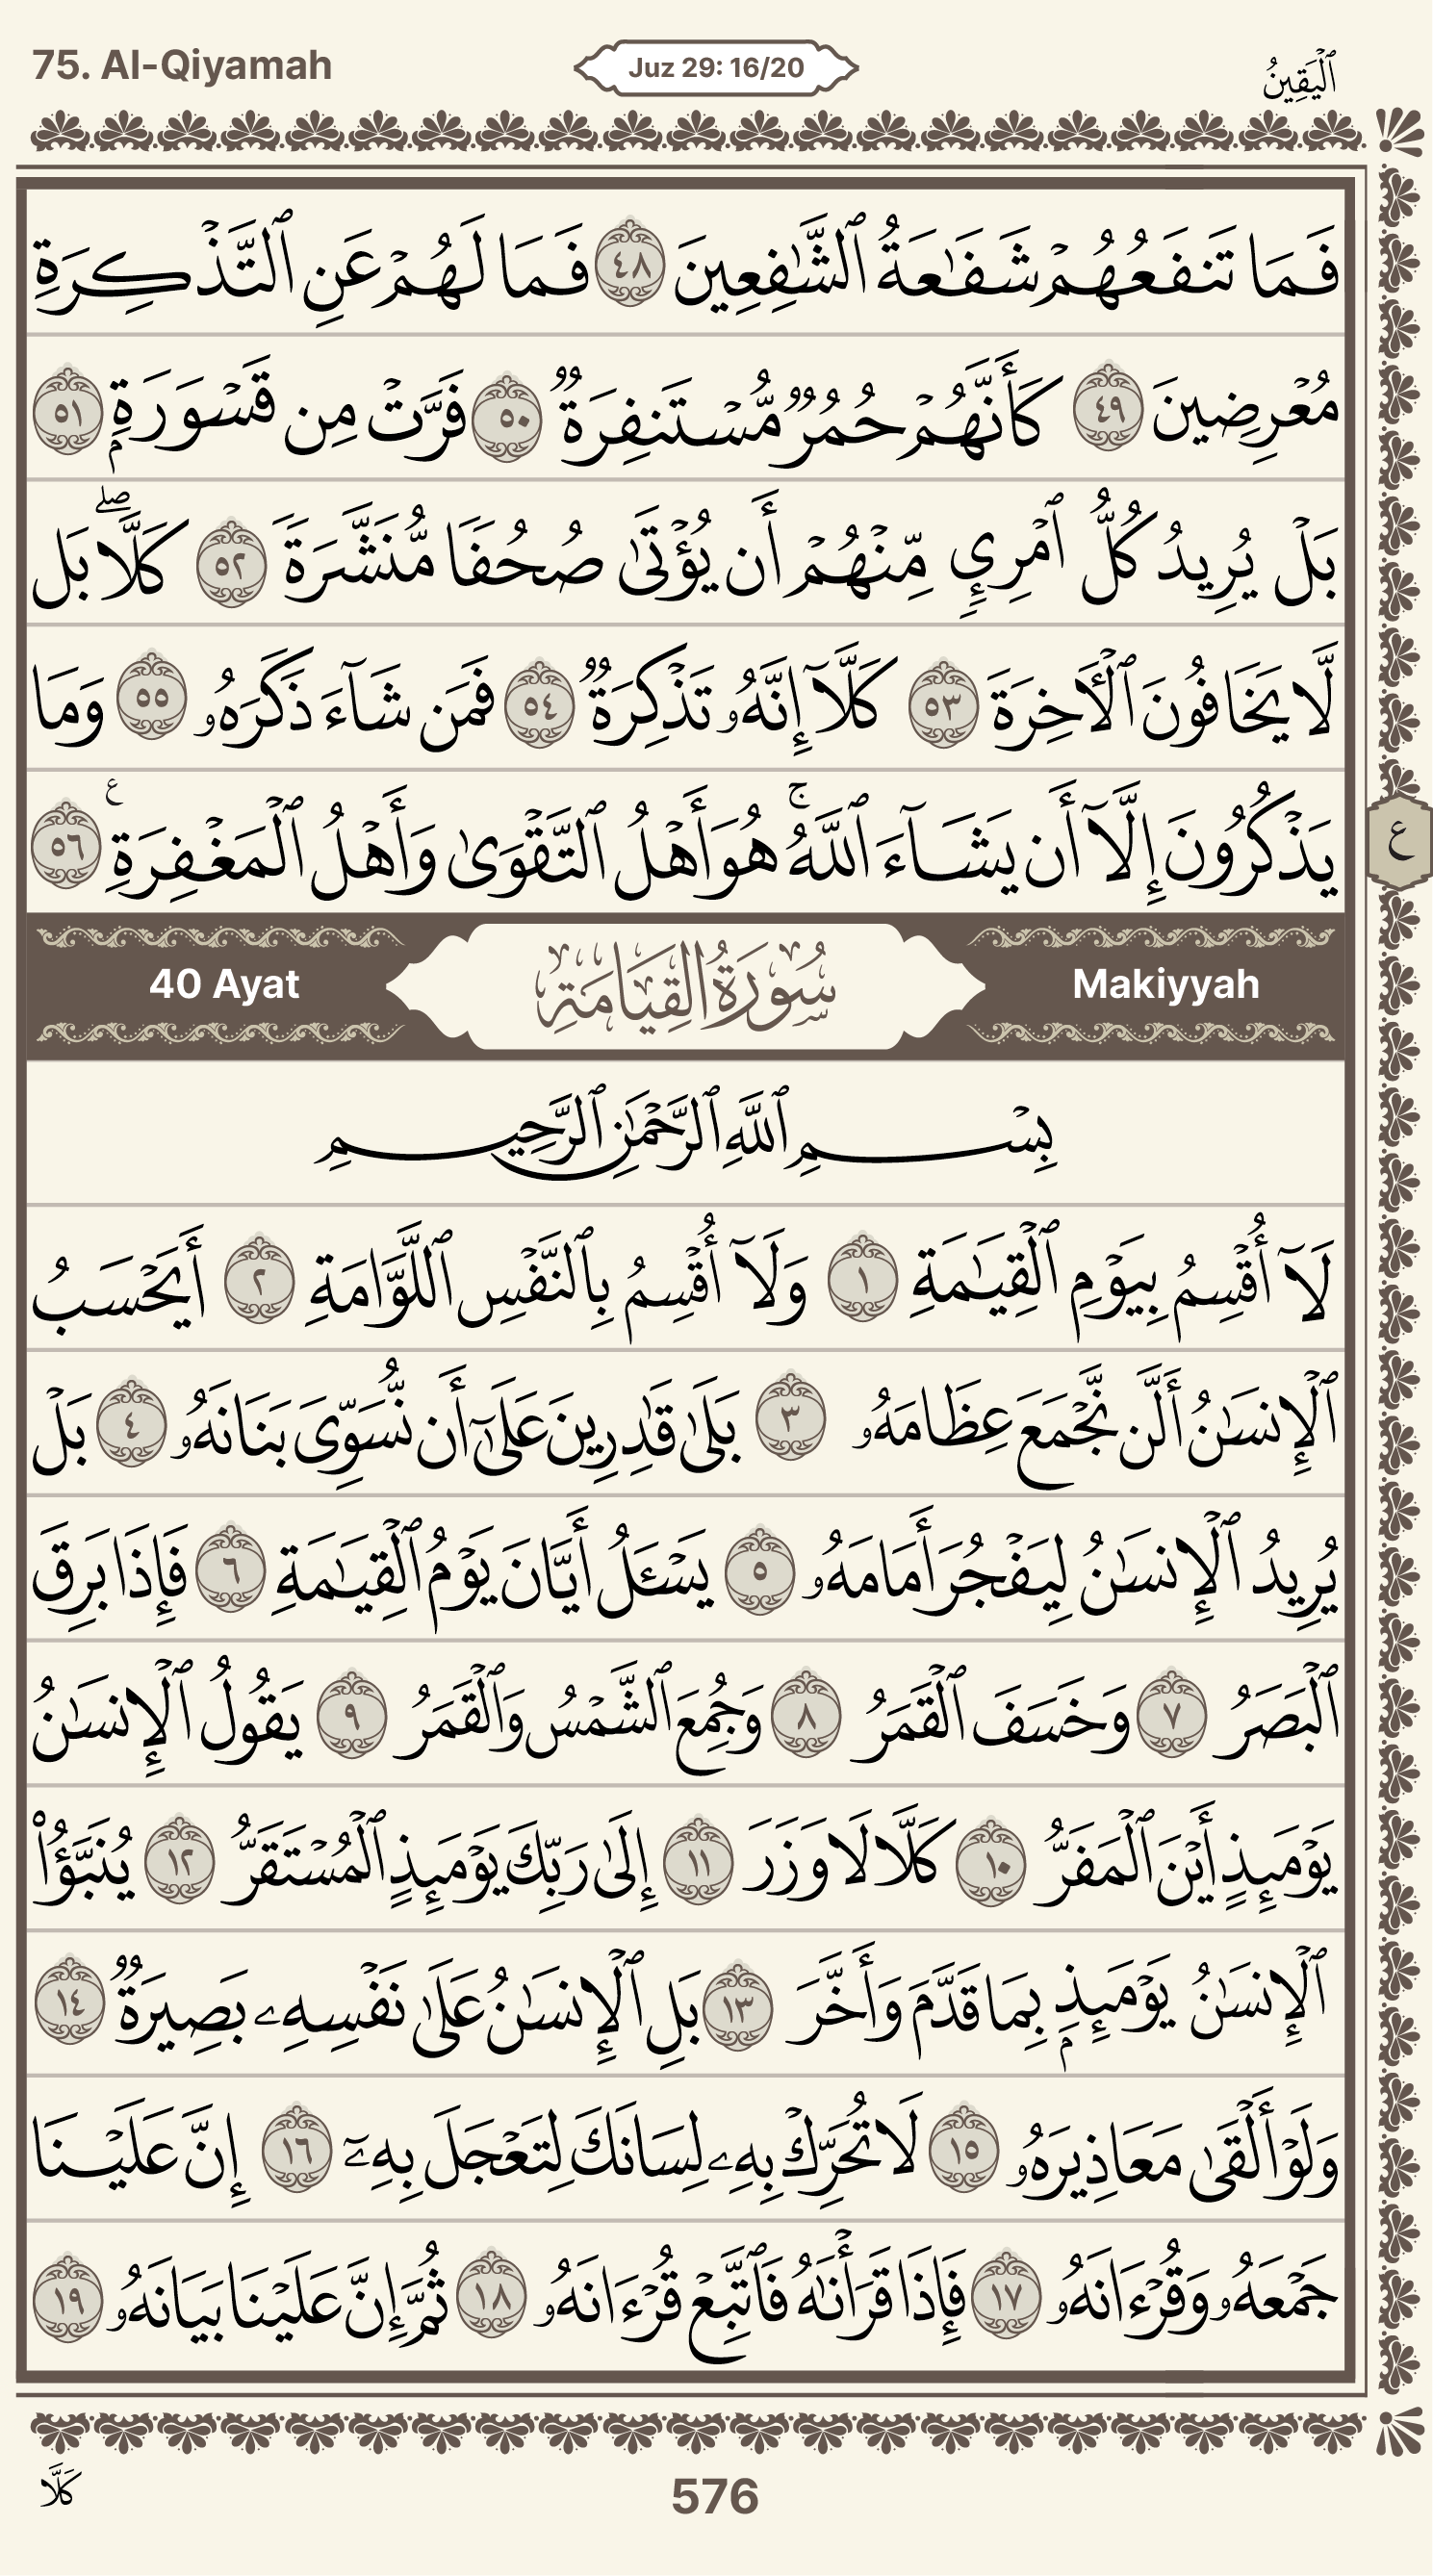 75. Al-Qiyamah
Juz 29: 16/20
ٱلۡيَقِينُ
فَمَا تَنفَعُهُمۡ شَفَٰعَةُ ٱلشَّٰفِعِينَ ٤٨ فَمَا لَهُمۡ عَنِ ٱلتَّذۡكِرَةِ
مُعۡرِضِينَ ٤٩ كَأَنَّهُمۡ حُمُرٞ مُّسۡتَنفِرَةٞ ٥٠ فَرَّتۡ مِن قَسۡوَرَةِۭ ٥١
بَلۡ يُرِيدُ كُلُّ ٱمۡرِيٕٖ مِّنۡهُمۡ أَن يُؤۡتَىٰ صُحُفٗا مُّنَشَّرَةٗ ٥٢ كَلَّاۖ بَل
لَّا يَخَافُونَ ٱلۡأٓخِرَةَ ٥٣ كَلَّآ إِنَّهُۥ تَذۡكِرَةٞ ٥٤ فَمَن شَآءَ ذَكَرَهُۥ ٥٥ وَمَا
يَذۡكُرُونَ إِلَّآ أَن يَشَآءَ ٱللَّهُۚ هُوَ أَهۡلُ ٱلتَّقۡوَىٰ وَأَهۡلُ ٱلۡمَغۡفِرَةِ ع ٥٦
ع
40 Ayat
سُورَةُ القِيَامَةِ
Makiyyah
بِسۡمِ ٱللَّهِ ٱلرَّحۡمَٰنِ ٱلرَّحِيمِ
لَآ أُقۡسِمُ بِيَوۡمِ ٱلۡقِيَٰمَةِ ١ وَلَآ أُقۡسِمُ بِٱلنَّفۡسِ ٱللَّوَّامَةِ ٢ أَيَحۡسَبُ
ٱلۡإِنسَٰنُ أَلَّن نَّجۡمَعَ عِظَامَهُۥ ٣ بَلَىٰ قَٰدِرِينَ عَلَىٰٓ أَن نُّسَوِّيَ بَنَانَهُۥ ٤ بَلۡ
يُرِيدُ ٱلۡإِنسَٰنُ لِيَفۡجُرَ أَمَامَهُۥ ٥ يَسۡـَٔلُ أَيَّانَ يَوۡمُ ٱلۡقِيَٰمَةِ ٦ فَإِذَا بَرِقَ
ٱلۡبَصَرُ ٧ وَخَسَفَ ٱلۡقَمَرُ ٨ وَجُمِعَ ٱلشَّمۡسُ وَٱلۡقَمَرُ ٩ يَقُولُ ٱلۡإِنسَٰنُ
يَوۡمَئِذٍ أَيۡنَ ٱلۡمَفَرُّ ١٠ كَلَّا لَا وَزَرَ ١١ إِلَىٰ رَبِّكَ يَوۡمَئِذٍ ٱلۡمُسۡتَقَرُّ ١٢ يُنَبَّؤُاْ
ٱلۡإِنسَٰنُ يَوۡمَئِذِۭ بِمَا قَدَّمَ وَأَخَّرَ ١٣ بَلِ ٱلۡإِنسَٰنُ عَلَىٰ نَفۡسِهِۦ بَصِيرَةٞ ١٤
وَلَوۡ أَلۡقَىٰ مَعَاذِيرَهُۥ ١٥ لَا تُحَرِّكۡ بِهِۦ لِسَانَكَ لِتَعۡجَلَ بِهِۦٓ ١٦ إِنَّ عَلَيۡنَا
جَمۡعَهُۥ وَقُرۡءَانَهُۥ ١٧ فَإِذَا قَرَأۡنَٰهُ فَٱتَّبِعۡ قُرۡءَانَهُۥ ١٨ ثُمَّ إِنَّ عَلَيۡنَا بَيَانَهُۥ ١٩
كَلَّا
576